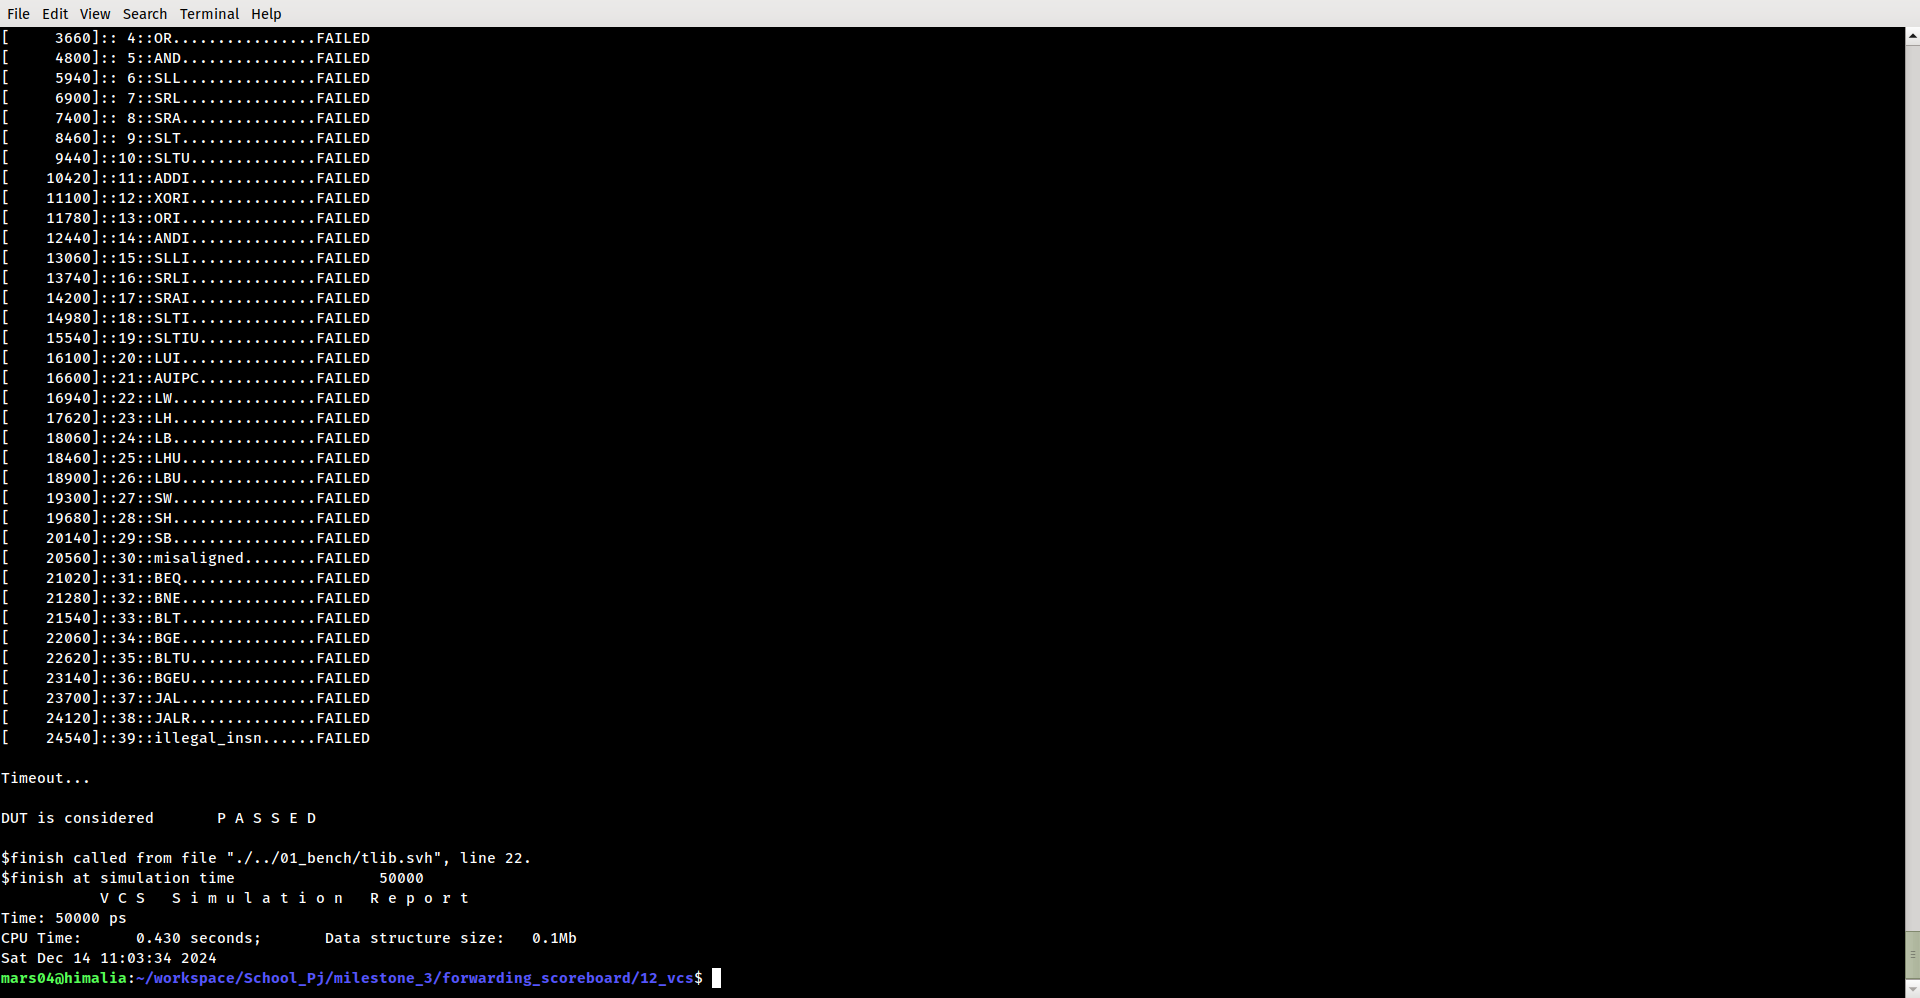 File Edit View Search Terminal Help
[     3660]:: 4::OR................FAILED
[     4800]:: 5::AND...............FAILED
[     5940]:: 6::SLL...............FAILED
[     6900]:: 7::SRL...............FAILED
[     7400]:: 8::SRA...............FAILED
[     8460]:: 9::SLT...............FAILED
[     9440]::10::SLTU..............FAILED
[    10420]::11::ADDI..............FAILED
[    11100]::12::XORI..............FAILED
[    11780]::13::ORI...............FAILED
[    12440]::14::ANDI..............FAILED
[    13060]::15::SLLI..............FAILED
[    13740]::16::SRLI..............FAILED
[    14200]::17::SRAI..............FAILED
[    14980]::18::SLTI..............FAILED
[    15540]::19::SLTIU.............FAILED
[    16100]::20::LUI...............FAILED
[    16600]::21::AUIPC.............FAILED
[    16940]::22::LW................FAILED
[    17620]::23::LH................FAILED
[    18060]::24::LB................FAILED
[    18460]::25::LHU...............FAILED
[    18900]::26::LBU...............FAILED
[    19300]::27::SW................FAILED
[    19680]::28::SH................FAILED
[    20140]::29::SB................FAILED
[    20560]::30::misaligned........FAILED
[    21020]::31::BEQ...............FAILED
[    21280]::32::BNE...............FAILED
[    21540]::33::BLT...............FAILED
[    22060]::34::BGE...............FAILED
[    22620]::35::BLTU..............FAILED
[    23140]::36::BGEU..............FAILED
[    23700]::37::JAL...............FAILED
[    24120]::38::JALR..............FAILED
[    24540]::39::illegal_insn......FAILED
Timeout...
DUT is considered       P A S S E D
$finish called from file "./../01_bench/tlib.svh", line 22.
$finish at simulation time                50000
           V C S   S i m u l a t i o n   R e p o r t
Time: 50000 ps
CPU Time:      0.430 seconds;       Data structure size:   0.1Mb
Sat Dec 14 11:03:34 2024
mars04@himalia:~/workspace/School_Pj/milestone_3/forwarding_scoreboard/12_vcs$